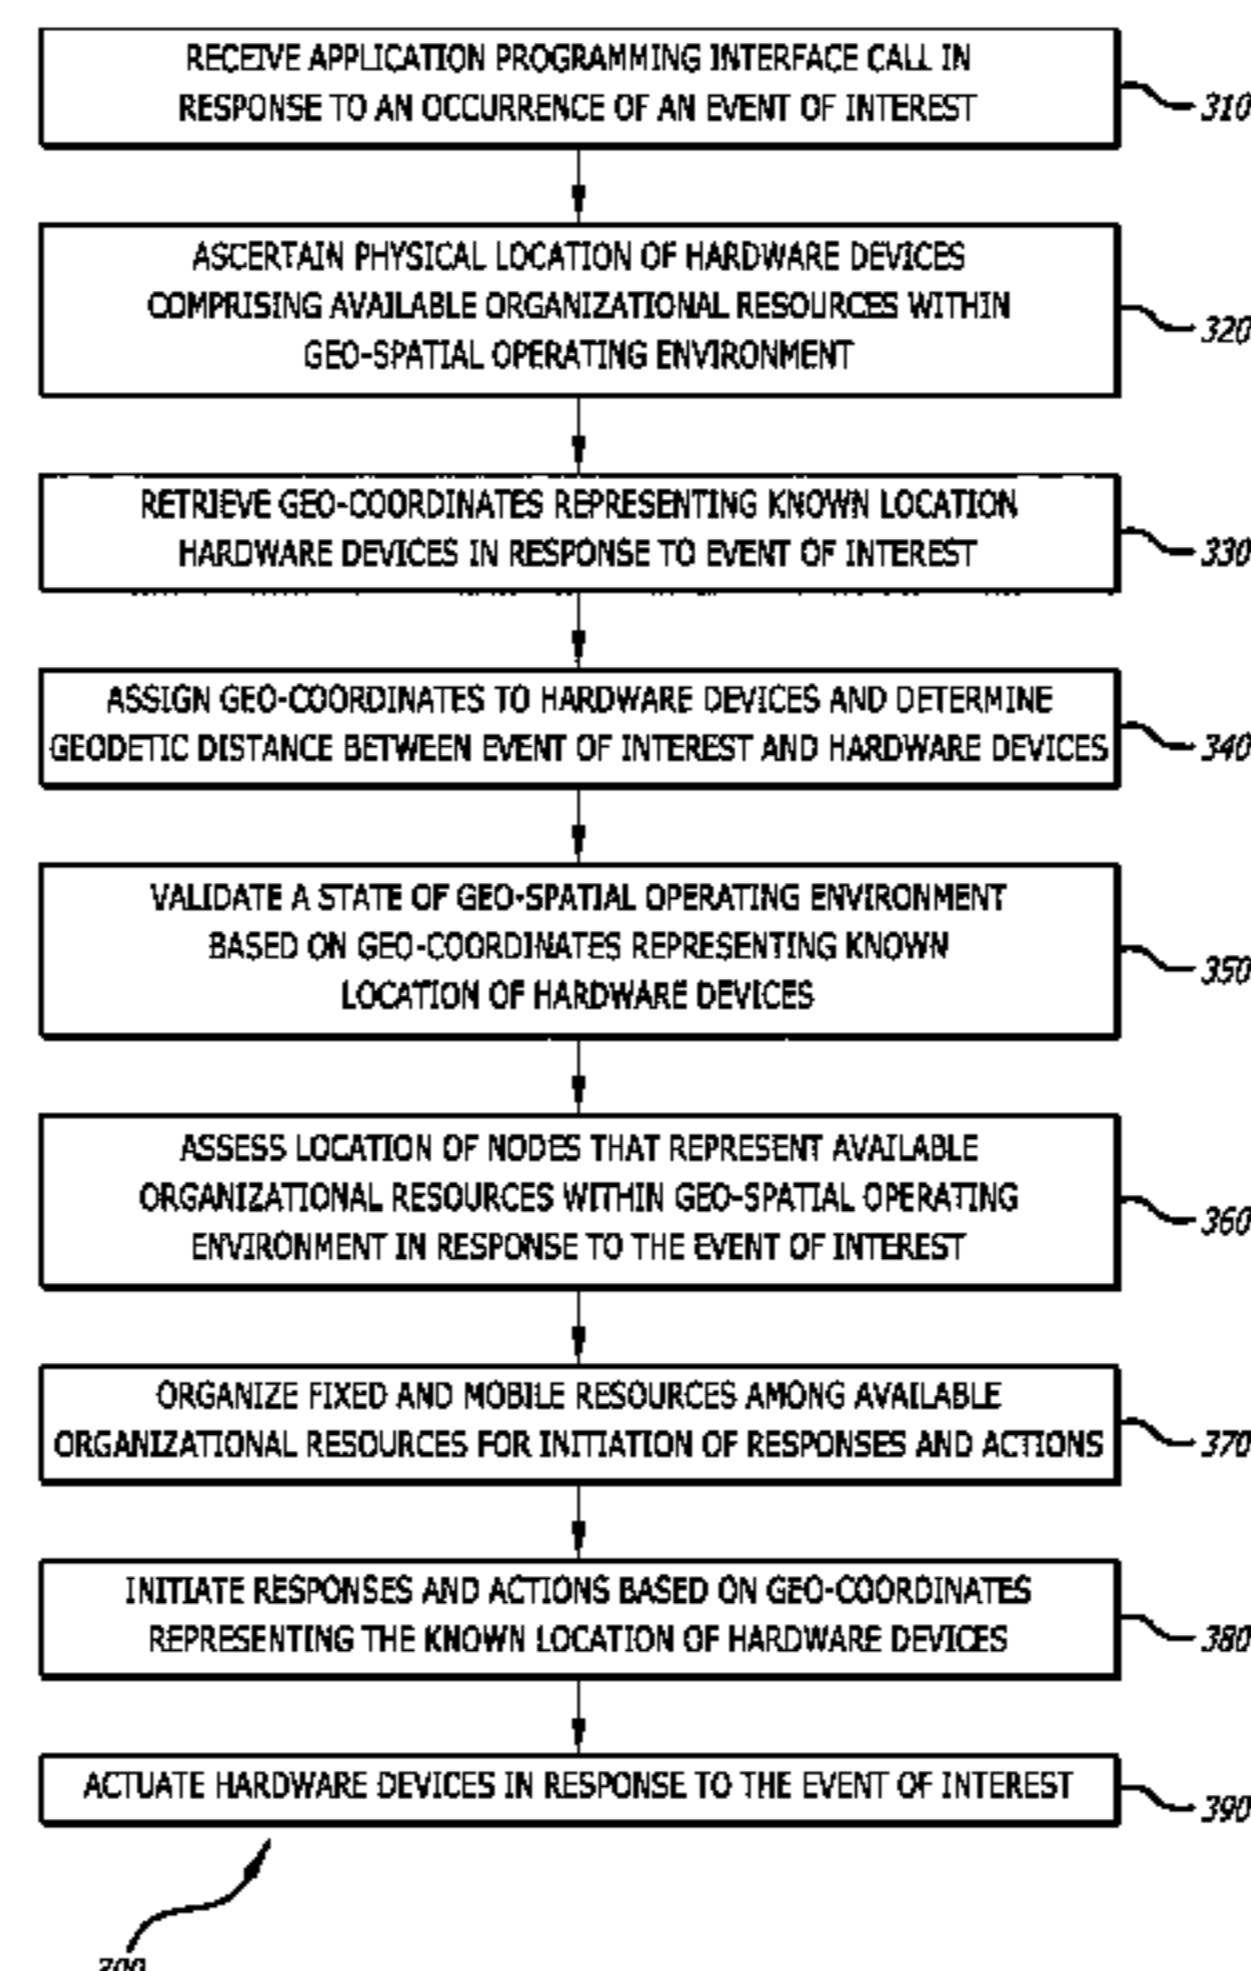 RECEIVE APPLICATION PROGRAMMING INTERFACE CALL IN
RESPONSE TO AN OCCURRENCE OF AN EVENT OF INTEREST
310
ASCERTAIN PHYSICAL LOCATION OF HARDWARE DEVICES
COMPRISING AVAILABLE ORGANIZATIONAL RESOURCES WITHIN
GEO-SPATIAL OPERATING ENVIRONMENT
320
RETRIEVE GEO-COORDINATES REPRESENTING KNOWN LOCATION
HARDWARE DEVICES IN RESPONSE TO EVENT OF INTEREST
330
ASSIGN GEO-COORDINATES TO HARDWARE DEVICES AND DETERMINE
GEODETIC DISTANCE BETWEEN EVENT OF INTEREST AND HARDWARE DEVICES
340
VALIDATE A STATE OF GEO-SPATIAL OPERATING ENVIRONMENT
BASED ON GEO-COORDINATES REPRESENTING KNOWN
LOCATION OF HARDWARE DEVICES
350
ASSESS LOCATION OF NODES THAT REPRESENT AVAILABLE
ORGANIZATIONAL RESOURCES WITHIN GEO-SPATIAL OPERATING
ENVIRONMENT IN RESPONSE TO THE EVENT OF INTEREST
360
ORGANIZE FIXED AND MOBILE RESOURCES AMONG AVAILABLE
ORGANIZATIONAL RESOURCES FOR INITIATION OF RESPONSES AND ACTIONS
370
INITIATE RESPONSES AND ACTIONS BASED ON GEO-COORDINATES
REPRESENTING THE KNOWN LOCATION OF HARDWARE DEVICES
380
ACTUATE HARDWARE DEVICES IN RESPONSE TO THE EVENT OF INTEREST
390